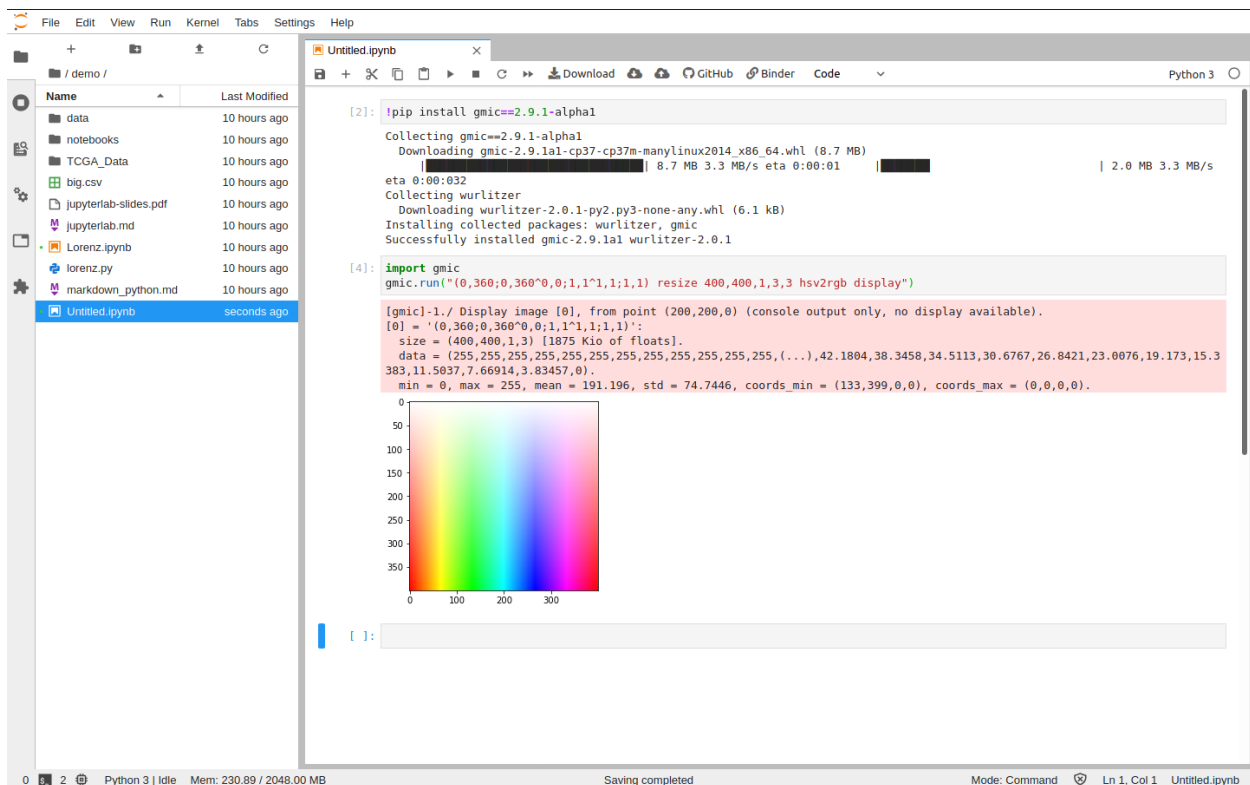 File Edit View Run Kernel Tabs Settings Help
Untitled.ipynb
/ demo /
Download GitHub Binder Code Python 3
Name Last Modified
data 10 hours ago
notebooks 10 hours ago
TCGA_Data 10 hours ago
big.csv 10 hours ago
jupyterlab-slides.pdf 10 hours ago
jupyterlab.md 10 hours ago
Lorenz.ipynb 10 hours ago
lorenz.py 10 hours ago
markdown_python.md 10 hours ago
Untitled.ipynb seconds ago
[2]: !pip install gmic==2.9.1-alpha1
Collecting gmic==2.9.1-alpha1
Downloading gmic-2.9.1a1-cp37-cp37m-manylinux2014_x86_64.whl (8.7 MB)
|████████████████████████████████| 8.7 MB 3.3 MB/s eta 0:00:01 |███████ | 2.0 MB 3.3 MB/s
eta 0:00:032
Collecting wurlitzer
Downloading wurlitzer-2.0.1-py2.py3-none-any.whl (6.1 kB)
Installing collected packages: wurlitzer, gmic
Successfully installed gmic-2.9.1a1 wurlitzer-2.0.1
[4]: import gmic
gmic.run("(0,360;0,360^0,0;1,1^1,1;1,1) resize 400,400,1,3,3 hsv2rgb display")
[gmic]-1./ Display image [0], from point (200,200,0) (console output only, no display available).
[0] = '(0,360;0,360^0,0;1,1^1,1;1,1)':
size = (400,400,1,3) [1875 Kio of floats].
data = (255,255,255,255,255,255,255,255,255,255,255,255,(...),42.1804,38.3458,34.5113,30.6767,26.8421,23.0076,19.173,15.3
383,11.5037,7.66914,3.83457,0).
min = 0, max = 255, mean = 191.196, std = 74.7446, coords_min = (133,399,0,0), coords_max = (0,0,0,0).
0
50
100
150
200
250
300
350
0 100 200 300
[ ]:
0 2 Python 3 | Idle Mem: 230.89 / 2048.00 MB Saving completed Mode: Command Ln 1, Col 1 Untitled.ipynb